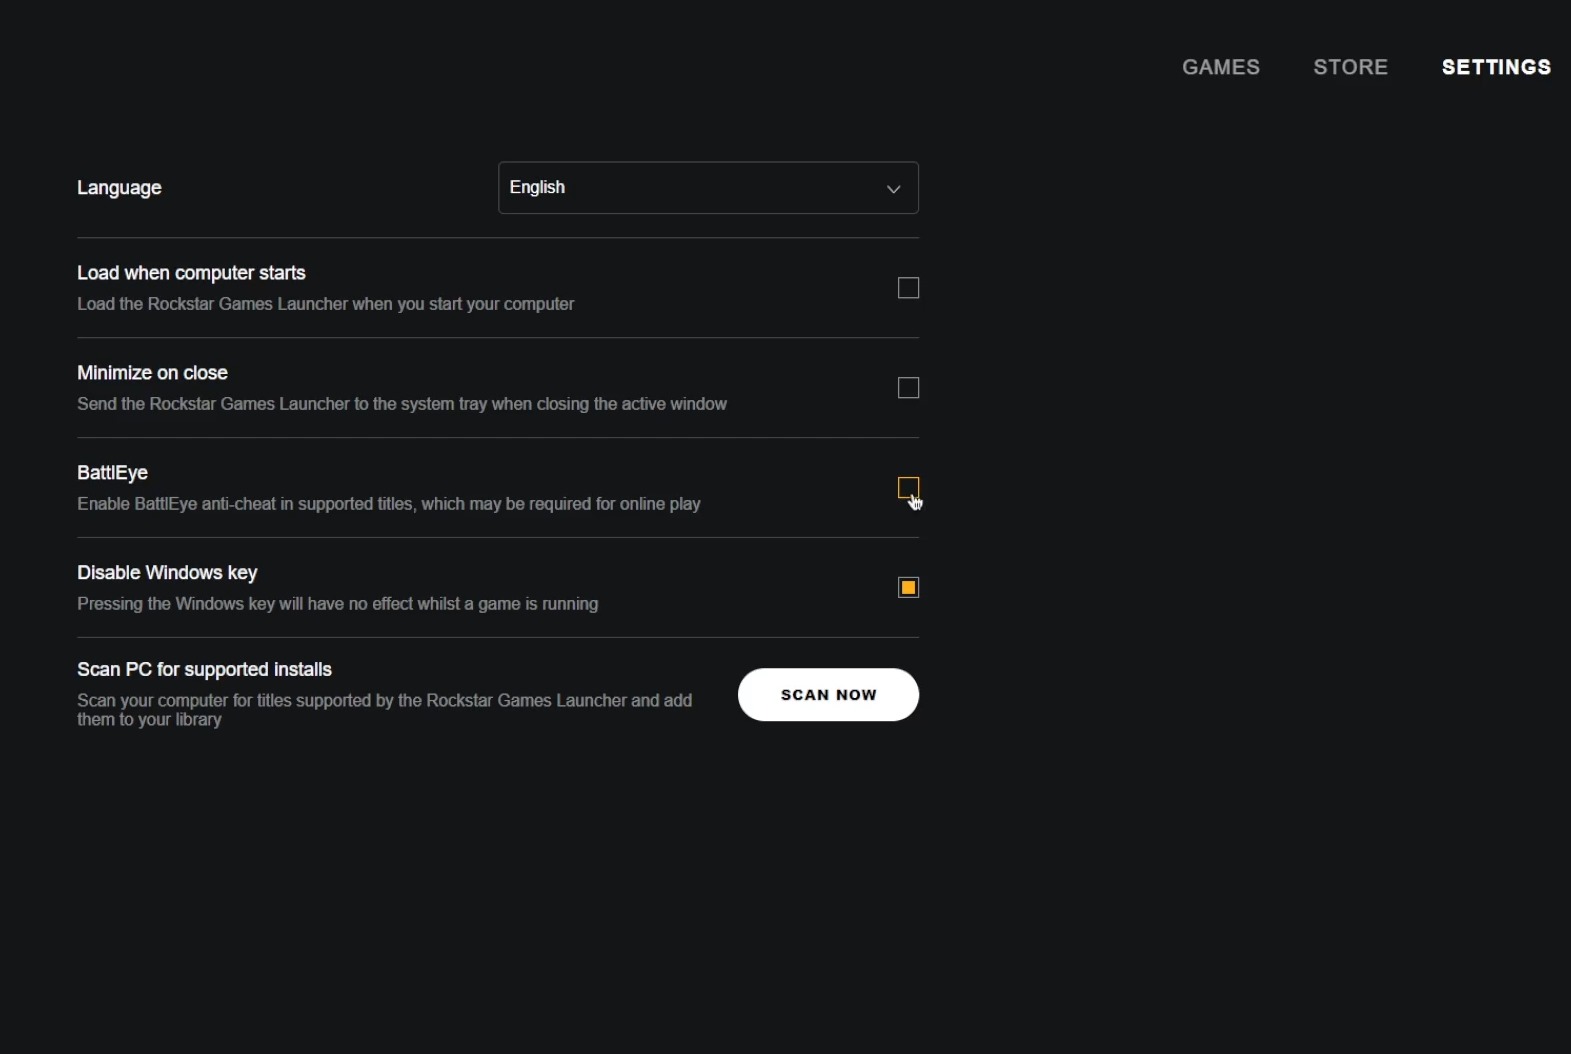 GAMES STORE SETTINGS
Language English
Load when computer starts
Load the Rockstar Games Launcher when you start your computer
Minimize on close
Send the Rockstar Games Launcher to the system tray when closing the active window
BattlEye
Enable BattlEye anti-cheat in supported titles, which may be required for online play
Disable Windows key
Pressing the Windows key will have no effect whilst a game is running
Scan PC for supported installs
Scan your computer for titles supported by the Rockstar Games Launcher and add
them to your library
SCAN NOW